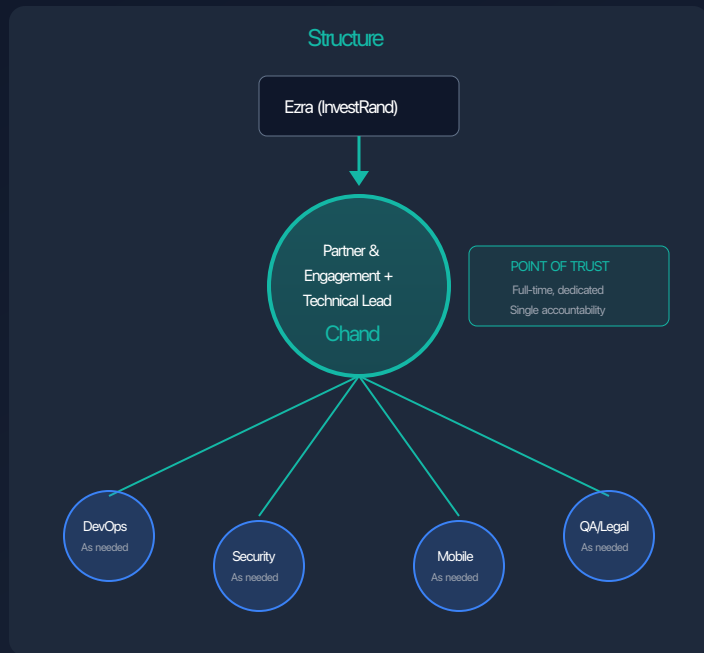 Structure
Ezra (InvestRand)
Partner &
Engagement +
Technical Lead
Chand
POINT OF TRUST
Full-time, dedicated
Single accountability
DevOps
As needed
Security
As needed
Mobile
As needed
QA/Legal
As needed